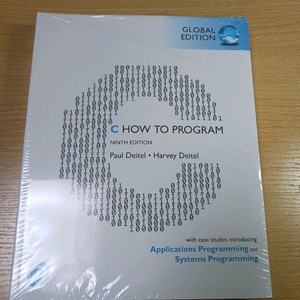 GLOBAL
EDITION
C HOW TO PROGRAM
NINTH EDITION
Paul Deitel • Harvey Deitel
with case studies introducing
Applications Programming and
Systems Programming